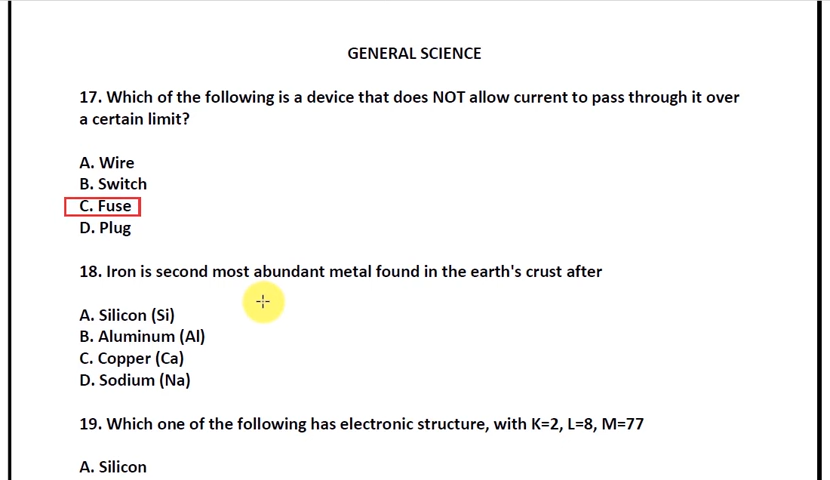 GENERAL SCIENCE
17. Which of the following is a device that does NOT allow current to pass through it over
a certain limit?
A. Wire
B. Switch
C. Fuse
D. Plug
18. Iron is second most abundant metal found in the earth's crust after
A. Silicon (Si)
B. Aluminum (Al)
C. Copper (Ca)
D. Sodium (Na)
19. Which one of the following has electronic structure, with K=2, L=8, M=77
A. Silicon